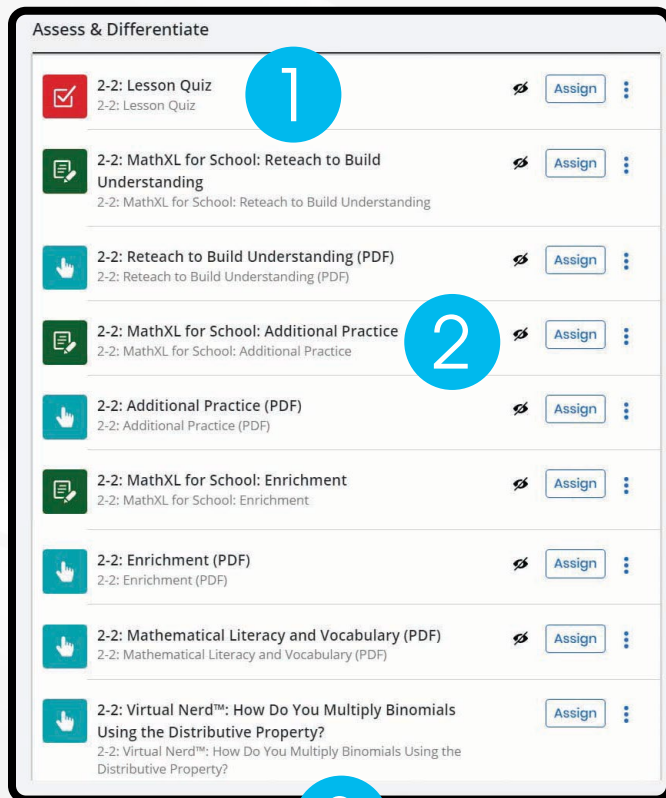 Assess & Differentiate
2-2: Lesson Quiz
2-2: Lesson Quiz
Assign
1
2-2: MathXL for School: Reteach to Build
Understanding
2-2: MathXL for School: Reteach to Build Understanding
Assign
2-2: Reteach to Build Understanding (PDF)
2-2: Reteach to Build Understanding (PDF)
Assign
2-2: MathXL for School: Additional Practice
2-2: MathXL for School: Additional Practice
2
Assign
2-2: Additional Practice (PDF)
2-2: Additional Practice (PDF)
Assign
2-2: MathXL for School: Enrichment
2-2: MathXL for School: Enrichment
Assign
2-2: Enrichment (PDF)
2-2: Enrichment (PDF)
Assign
2-2: Mathematical Literacy and Vocabulary (PDF)
2-2: Mathematical Literacy and Vocabulary (PDF)
Assign
2-2: Virtual Nerd™: How Do You Multiply Binomials
Using the Distributive Property?
2-2: Virtual Nerd™: How Do You Multiply Binomials Using the
Distributive Property?
Assign